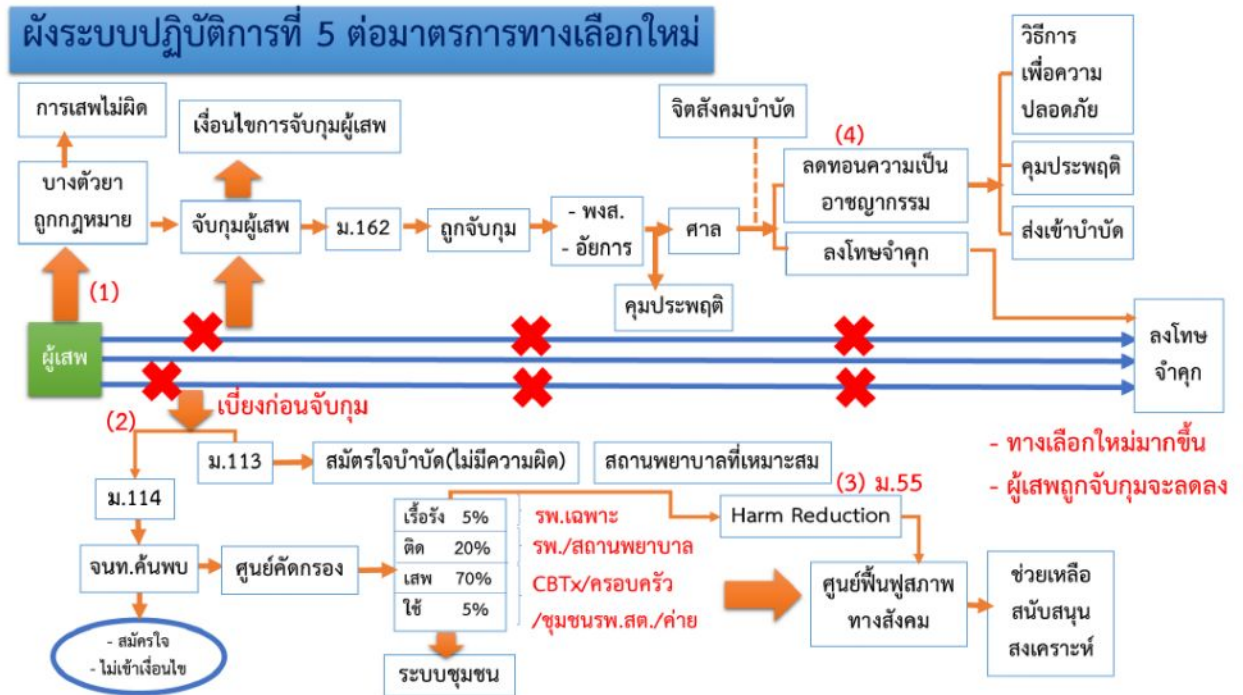 ผังระบบปฏิบัติการที่ 5 ต่อมาตรการทางเลือกใหม่
การเสพไม่ผิด
เงื่อนไขการจับกุมผู้เสพ
จิตสังคมบำบัด
วิธีการ
เพื่อความ
ปลอดภัย
(4)
บางตัวยา
ถูกกฎหมาย
จับกุมผู้เสพ
ม.162
ถูกจับกุม
- พงส.
- อัยการ
ศาล
ลดทอนความเป็น
อาชญากรรม
คุมประพฤติ
ส่งเข้าบำบัด
ลงโทษจำคุก
(1)
คุมประพฤติ
ผู้เสพ
ลงโทษ
จำคุก
เบี่ยงก่อนจับกุม
(2)
ม.113
สมัตรใจบำบัด(ไม่มีความผิด)
สถานพยาบาลที่เหมาะสม
- ทางเลือกใหม่มากขึ้น
- ผู้เสพถูกจับกุมจะลดลง
ม.114
(3) ม.55
เรื้อรัง 5% รพ.เฉพาะ
Harm Reduction
ติด 20% รพ./สถานพยาบาล
จนท.ค้นพบ
ศูนย์คัดกรอง
เสพ 70% CBTx/ครอบครัว
ใช้ 5% /ชุมชนรพ.สต./ค่าย
ศูนย์ฟื้นฟูสภาพ
ทางสังคม
ช่วยเหลือ
สนับสนุน
สงเคราะห์
- สมัครใจ
- ไม่เข้าเงื่อนไข
ระบบชุมชน